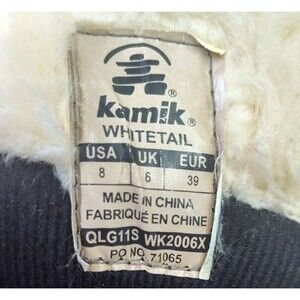 ®
kamik®
WHITETAIL
USA UK EUR
8 6 39
MADE IN CHINA
FABRIQUÉ EN CHINE
QLG11S WK2006X
PO NO 71065